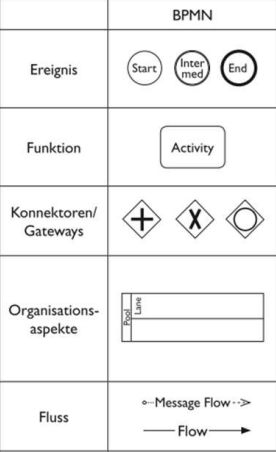 BPMN
Ereignis
Start
Inter
med
End
Funktion
Activity
Konnektoren/
Gateways
Organisations-
aspekte
Pool
Lane
Fluss
Message Flow
Flow